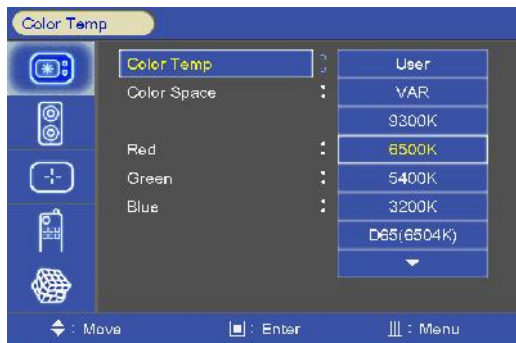 Color Temp
Color Temp : User
Color Space : VAR
9300K
Red : 6500K
Green : 5400K
Blue : 3200K
D65(6504K)
: Move : Enter : Menu